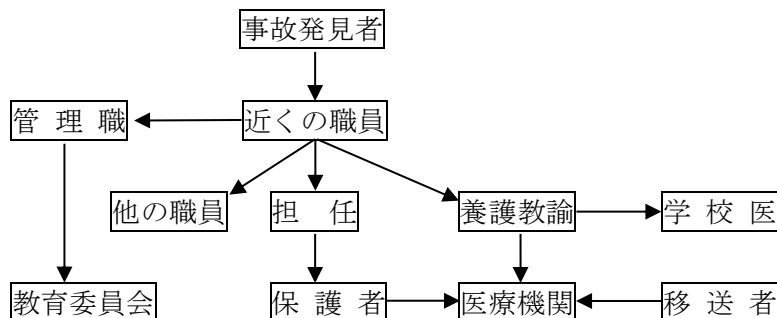 事故発見者
管 理 職
近くの職員
他の職員
担　任
養護教諭
学 校 医
教育委員会
保 護 者
医療機関
移 送 者